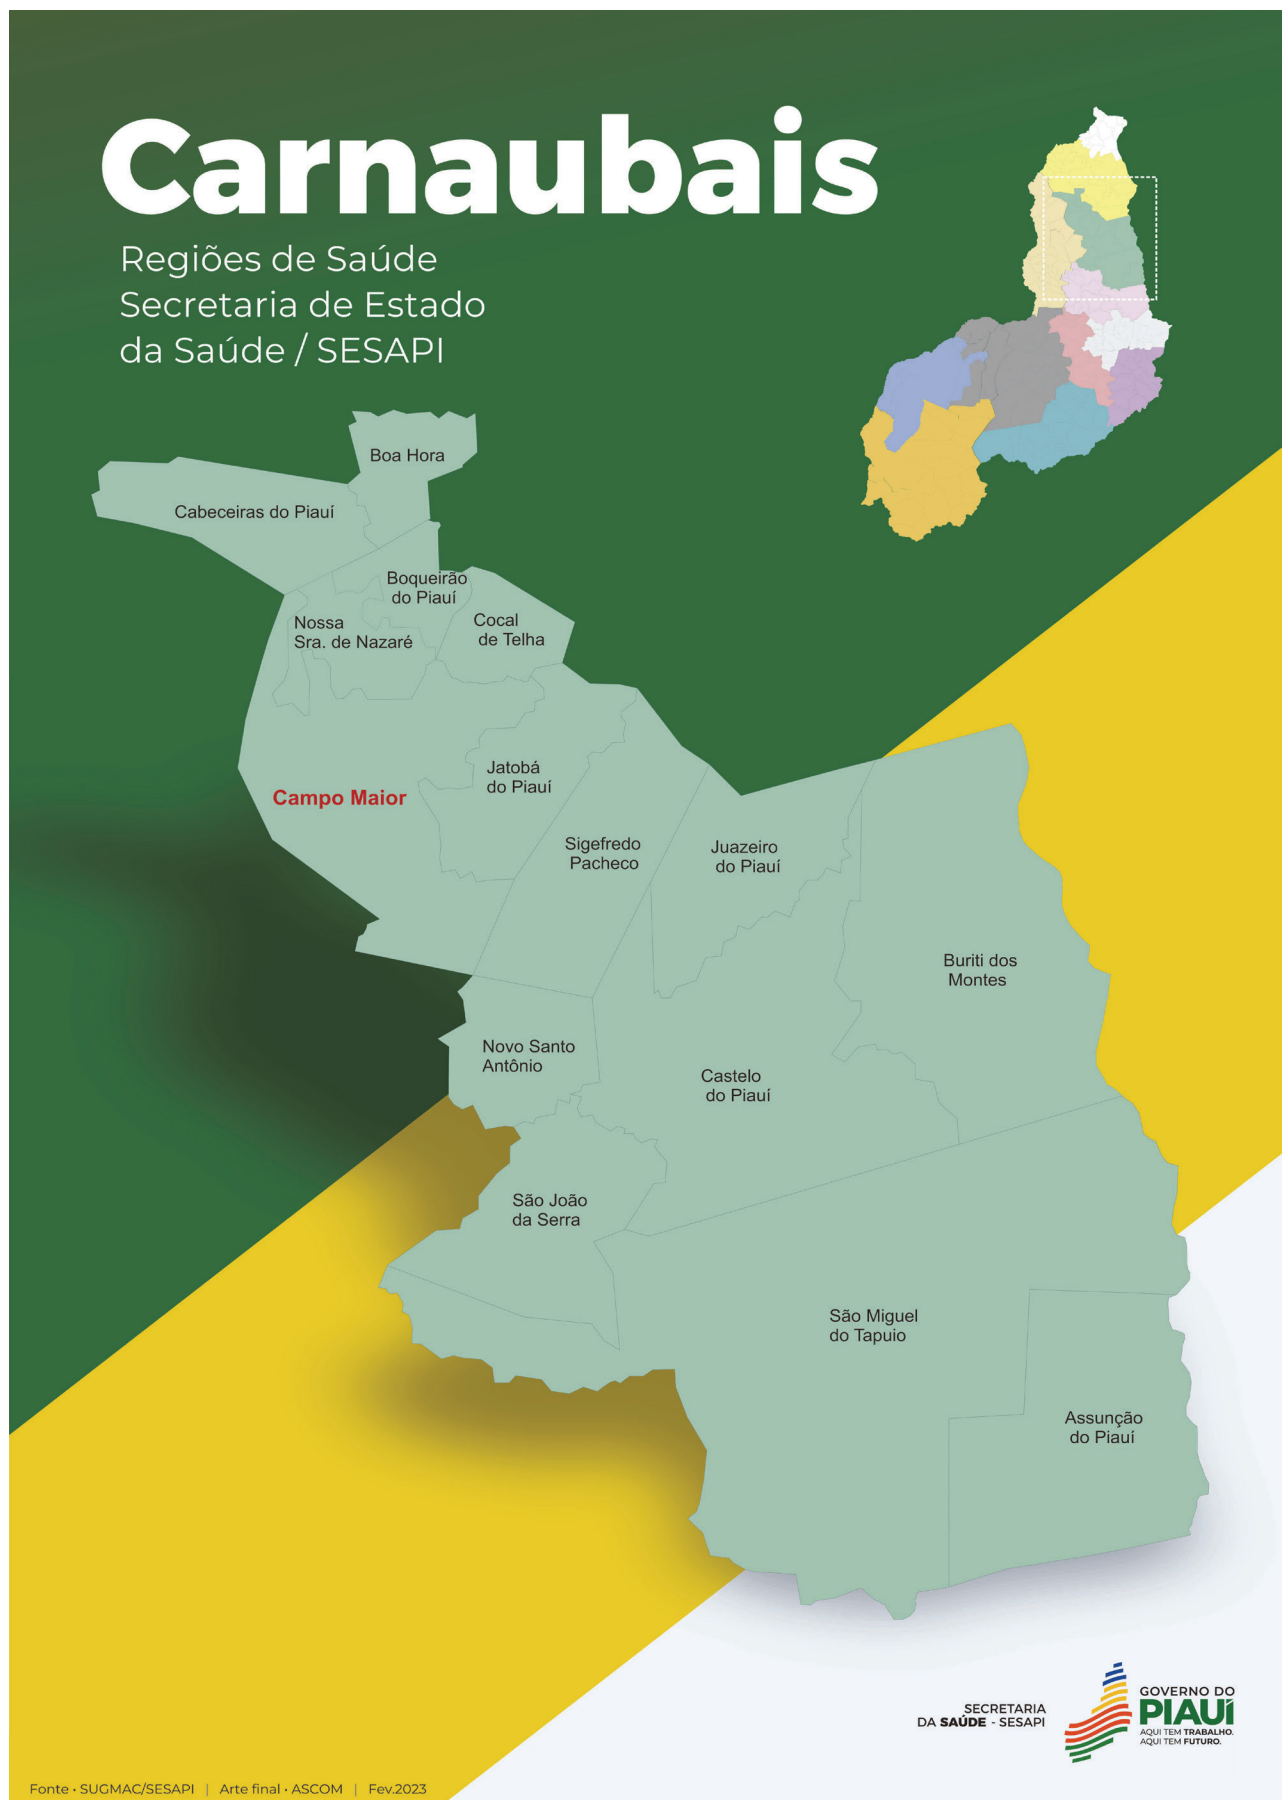 Carnaubais
Regiões de Saúde
Secretaria de Estado
da Saúde / SESAPI
Boa Hora
Cabeceiras do Piauí
Boqueirão
do Piauí
Nossa
Sra. de Nazaré
Cocal
de Telha
Jatobá
do Piauí
Campo Maior
Sigefredo
Pacheco
Juazeiro
do Piauí
Buriti dos
Montes
Novo Santo
Antônio
Castelo
do Piauí
São João
da Serra
São Miguel
do Tapuio
Assunção
do Piauí
SECRETARIA
DA SAÚDE - SESAPI
GOVERNO DO
PIAUÍ
AQUI TEM TRABALHO.
AQUI TEM FUTURO.
Fonte • SUGMAC/SESAPI | Arte final • ASCOM | Fev.2023